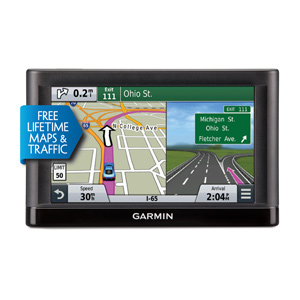 0.2 m
Exit
111
Ohio St.
FREE
LIFETIME
MAPS &
TRAFFIC
N College Ave.
EXIT 111
Michigan St.
Ohio St.
Fletcher Ave.
LIMIT
50
Speed
30
I-65
Arrival
2:04
GARMIN